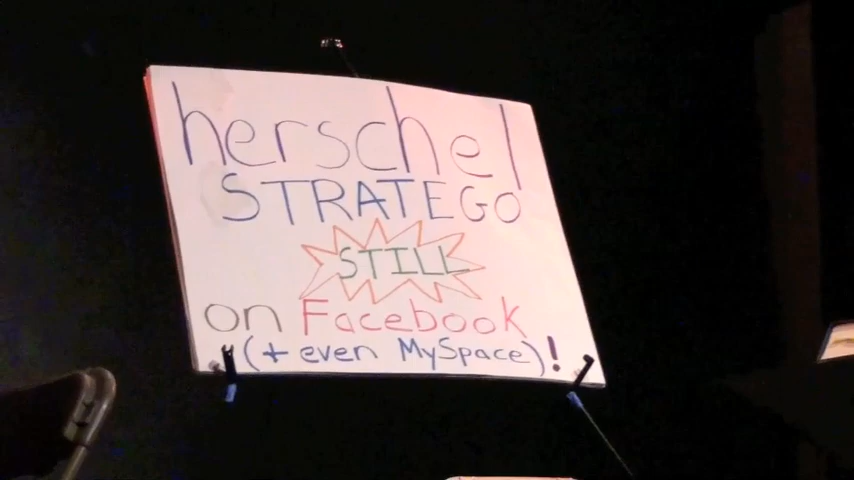 herschel
STRATEGO
STILL
on Facebook
(+ even MySpace)!